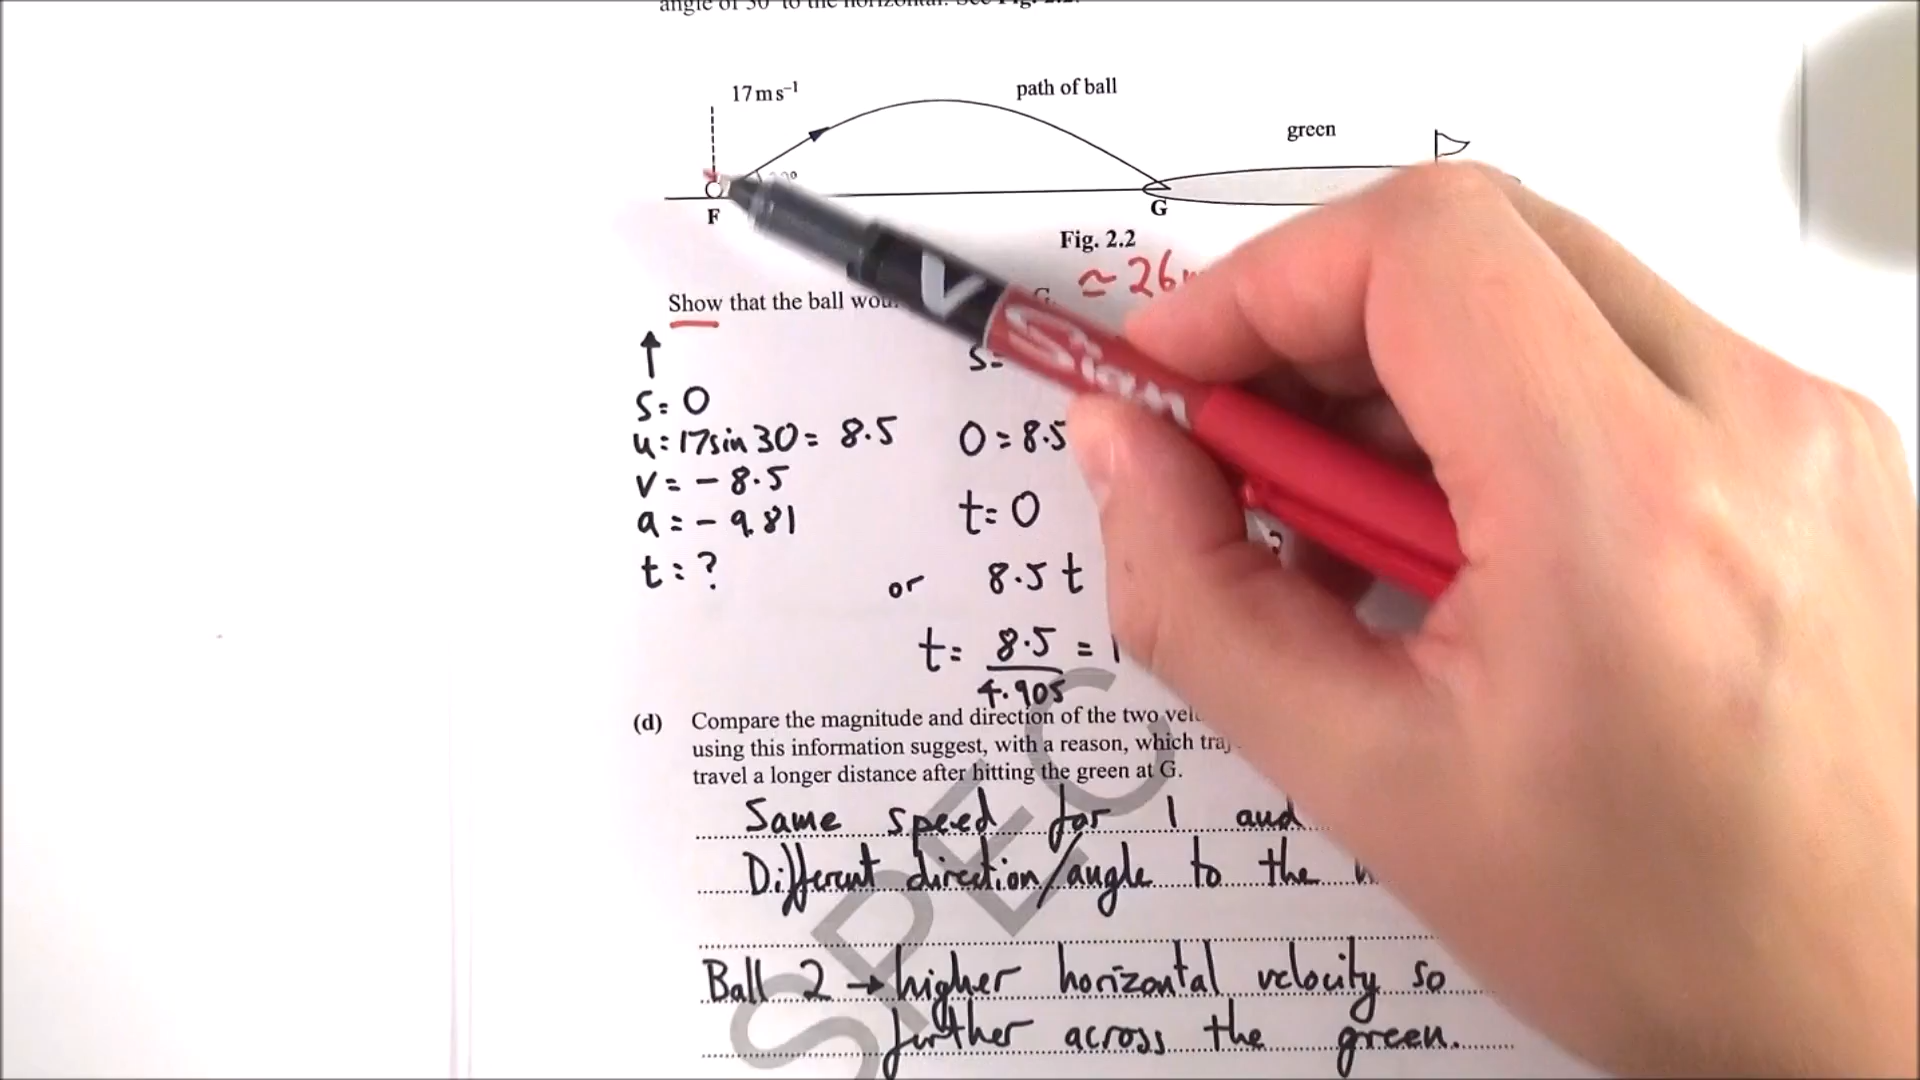 angle of 30° to the horizontal. See Fig. 2.2.
17 m s⁻¹
path of ball
green
F
G
Fig. 2.2
≃ 26
Show that the ball
G.
↑
S = 0
u = 17sin 30 = 8.5
v = - 8.5
a = - 9.81
t = ?
S =
0 = 8.5
t = 0
or 8.5 t
t = 8.5 =
4.905
(d) Compare the magnitude and direction of the two
using this information suggest, with a reason, which
travel a longer distance after hitting the green at G.
Same speed for 1 and
Different direction/angle to the
Ball 2 → higher horizontal velocity so
further across the green.
SPEC
V Sign